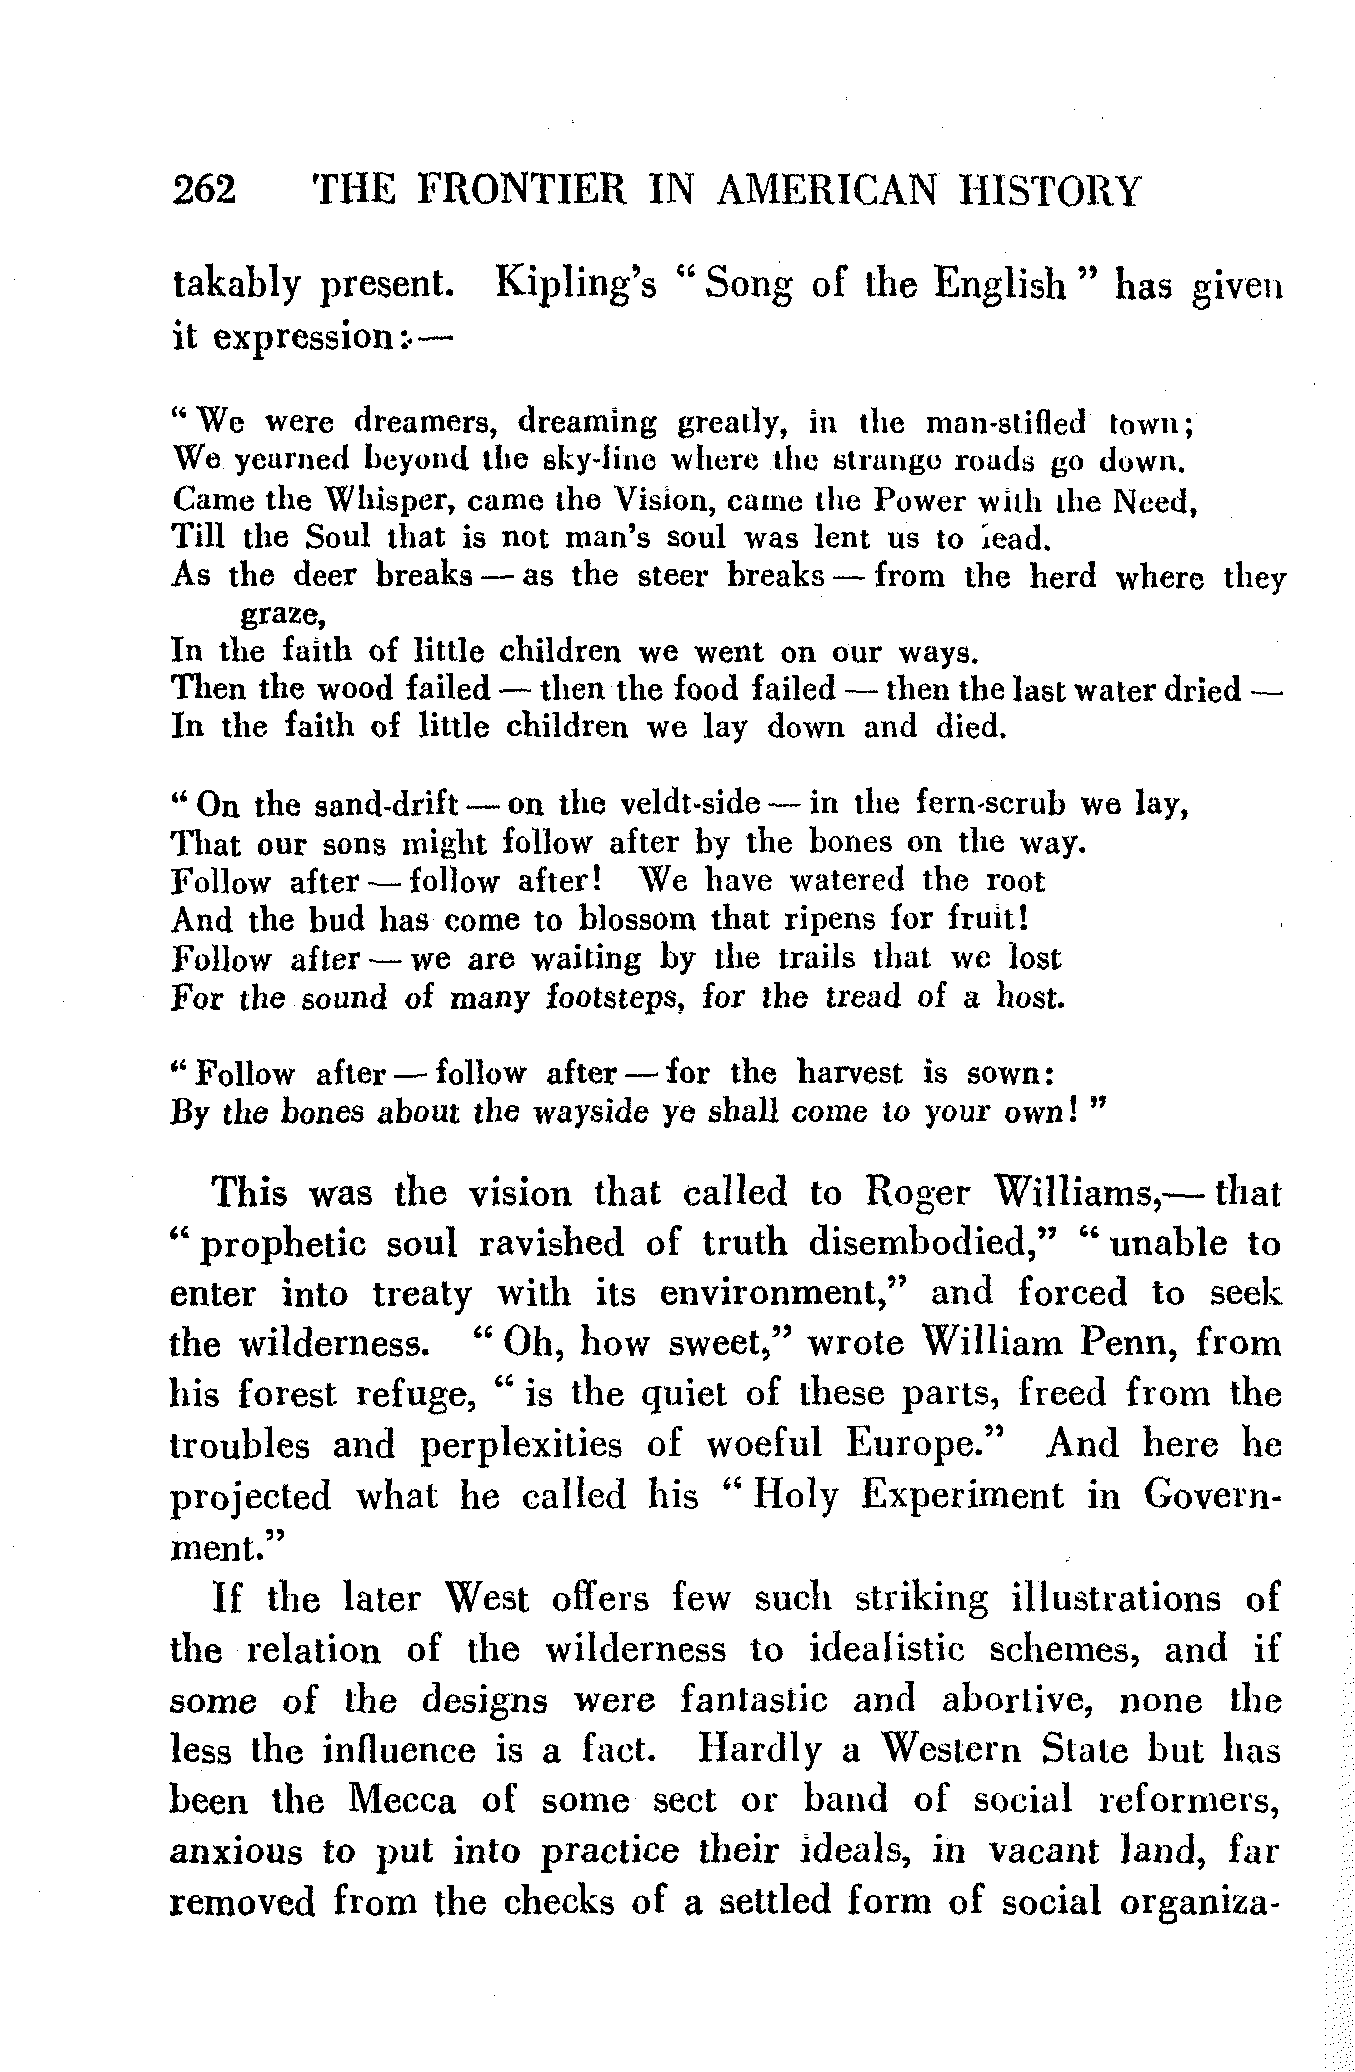 262 THE FRONTIER IN AMERICAN HISTORY
takably present. Kipling's "Song of the English" has given
it expression:—
"We were dreamers, dreaming greatly, in the man-stifled town;
We yearned beyond the sky-line where the strange roads go down.
Came the Whisper, came the Vision, came the Power with the Need,
Till the Soul that is not man's soul was lent us to lead.
As the deer breaks — as the steer breaks — from the herd where they
graze,
In the faith of little children we went on our ways.
Then the wood failed — then the food failed — then the last water dried —
In the faith of little children we lay down and died.
"On the sand-drift — on the veldt-side — in the fern-scrub we lay,
That our sons might follow after by the bones on the way.
Follow after — follow after! We have watered the root
And the bud has come to blossom that ripens for fruit!
Follow after — we are waiting by the trails that we lost
For the sound of many footsteps, for the tread of a host.
"Follow after — follow after — for the harvest is sown:
By the bones about the wayside ye shall come to your own!"
This was the vision that called to Roger Williams,— that
"prophetic soul ravished of truth disembodied," "unable to
enter into treaty with its environment," and forced to seek
the wilderness. "Oh, how sweet," wrote William Penn, from
his forest refuge, "is the quiet of these parts, freed from the
troubles and perplexities of woeful Europe." And here he
projected what he called his "Holy Experiment in Govern-
ment."
If the later West offers few such striking illustrations of
the relation of the wilderness to idealistic schemes, and if
some of the designs were fantastic and abortive, none the
less the influence is a fact. Hardly a Western State but has
been the Mecca of some sect or band of social reformers,
anxious to put into practice their ideals, in vacant land, far
removed from the checks of a settled form of social organiza-